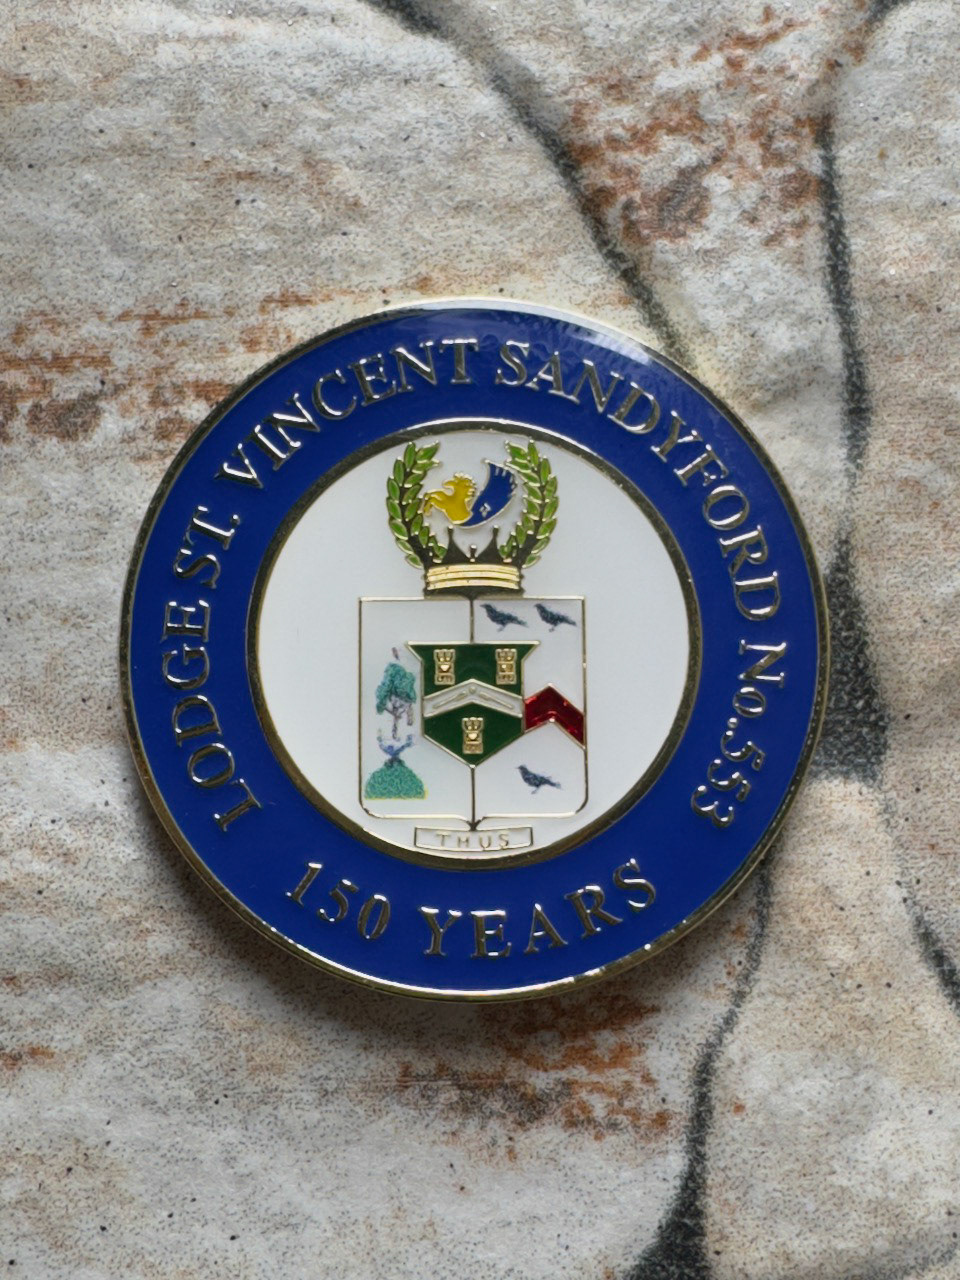 LODGE ST. VINCENT SANDYFORD No.553
THUS
150 YEARS